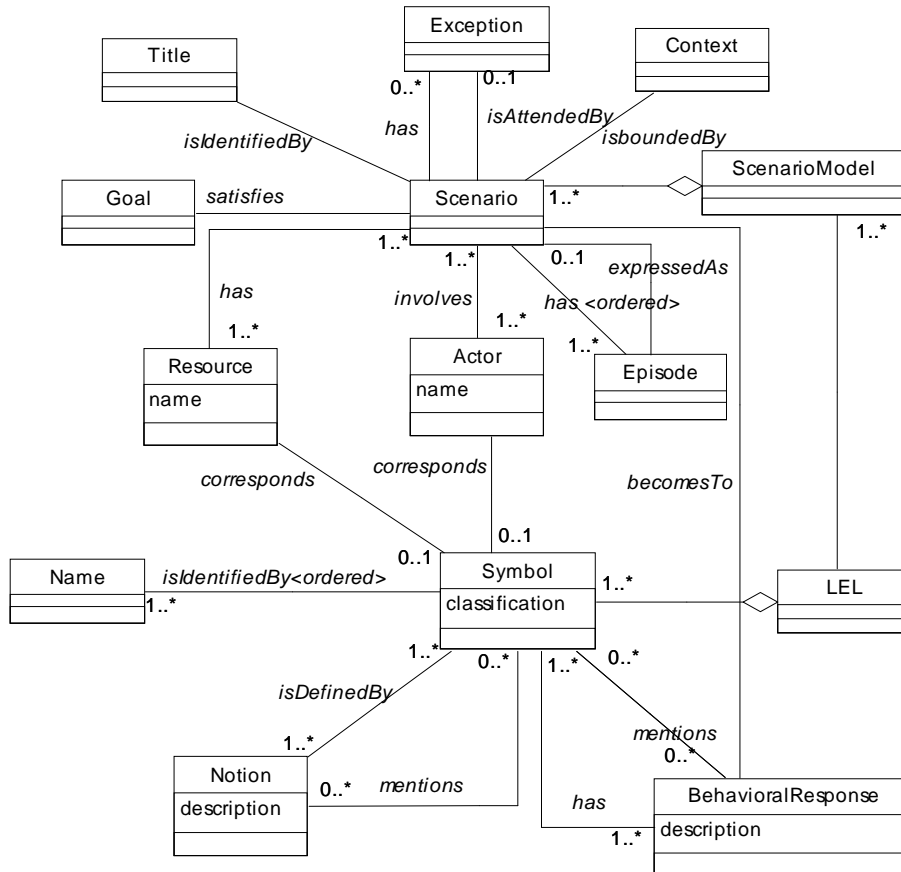 Exception
Title
Context
0..*
0..1
isAttendedBy
isIdentifiedBy
has
isboundedBy
ScenarioModel
Goal
satisfies
Scenario
1..*
1..*
1..*
1..*
0..1
expressedAs
has
involves
has <ordered>
1..*
1..*
1..*
Resource
name
Actor
name
Episode
corresponds
corresponds
becomesTo
0..1
0..1
Name
isIdentifiedBy<ordered>
1..*
Symbol
classification
1..*
LEL
1..*
0..*
1..*
0..*
isDefinedBy
1..*
mentions
0..*
Notion
description
0..*
mentions
has
1..*
BehavioralResponse
description